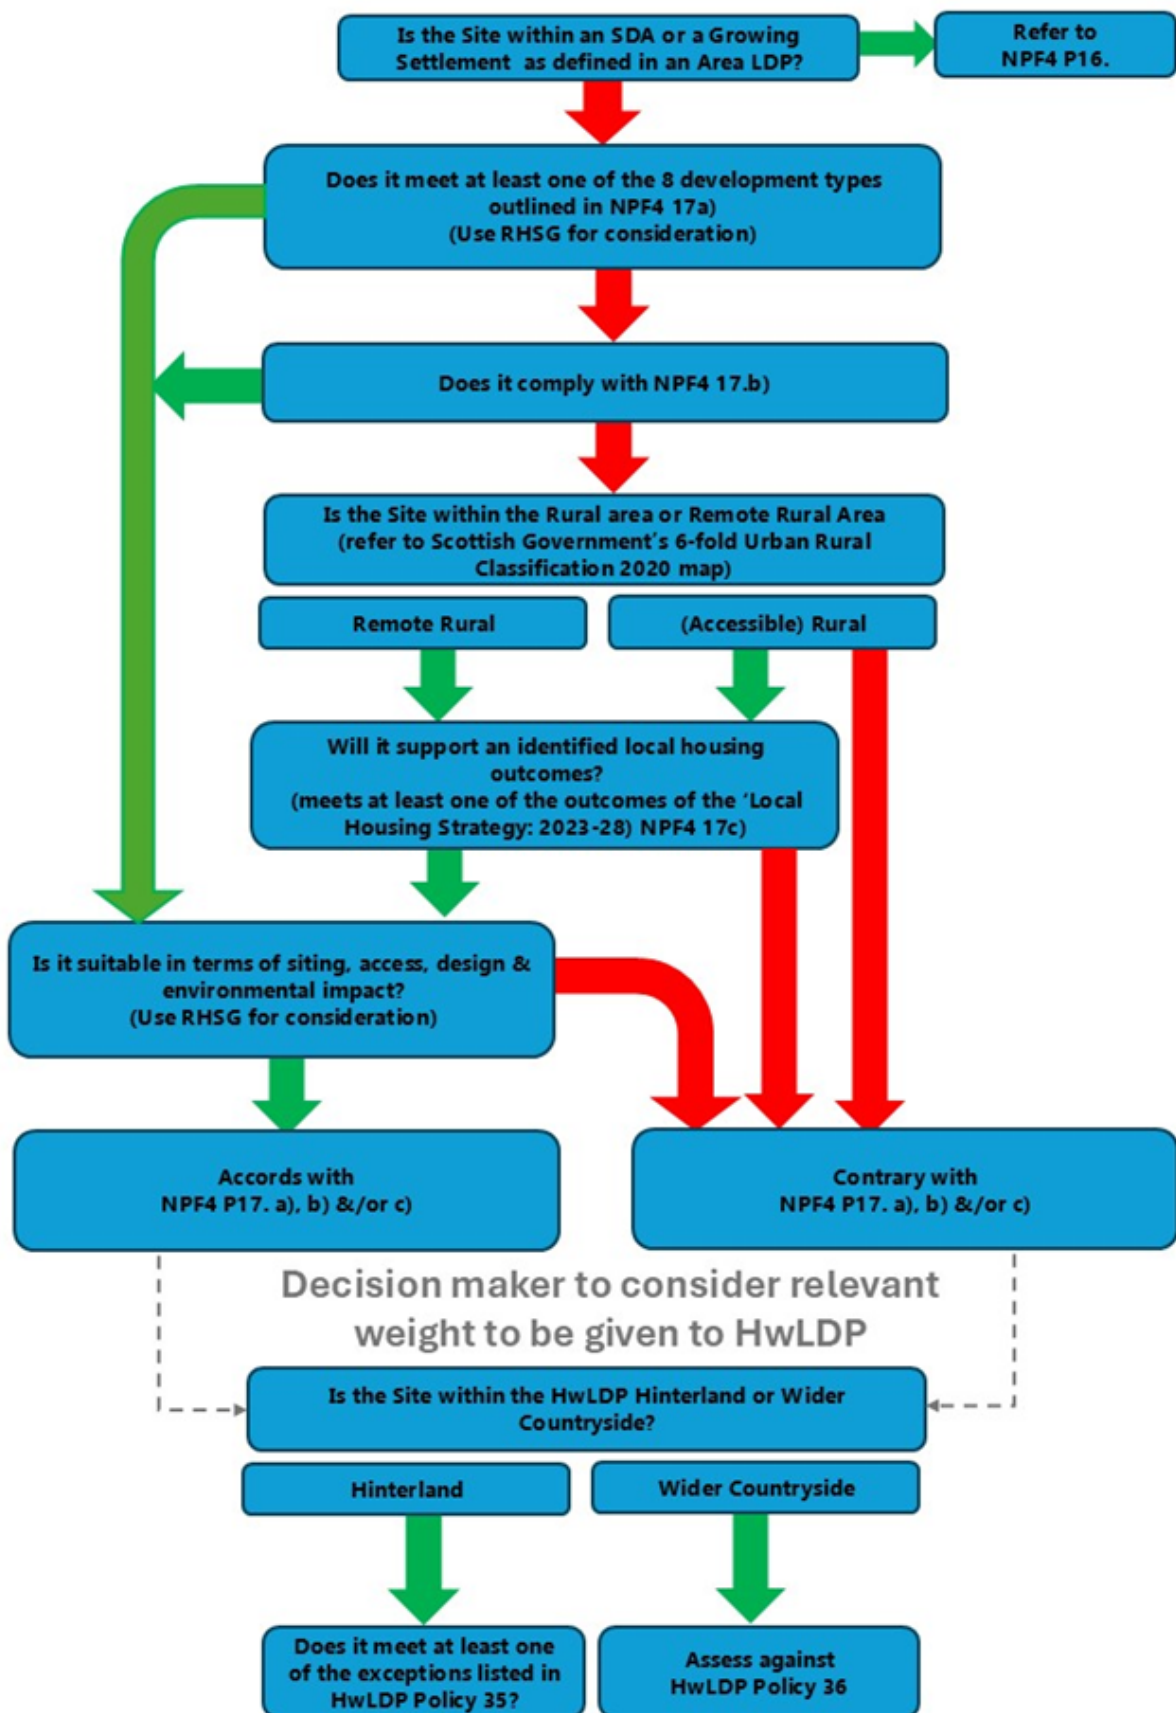 Is the Site within an SDA or a Growing
Settlement as defined in an Area LDP?
Refer to
NPF4 P16.
Does it meet at least one of the 8 development types
outlined in NPF4 17a)
(Use RHSG for consideration)
Does it comply with NPF4 17.b)
Is the Site within the Rural area or Remote Rural Area
(refer to Scottish Government's 6-fold Urban Rural
Classification 2020 map)
Remote Rural
(Accessible) Rural
Will it support an identified local housing
outcomes?
(meets at least one of the outcomes of the 'Local
Housing Strategy: 2023-28) NPF4 17c)
Is it suitable in terms of siting, access, design &
environmental impact?
(Use RHSG for consideration)
Accords with
NPF4 P17. a), b) &/or c)
Contrary with
NPF4 P17. a), b) &/or c)
Decision maker to consider relevant
weight to be given to HwLDP
Is the Site within the HwLDP Hinterland or Wider
Countryside?
Hinterland
Wider Countryside
Does it meet at least one
of the exceptions listed in
HwLDP Policy 35?
Assess against
HwLDP Policy 36